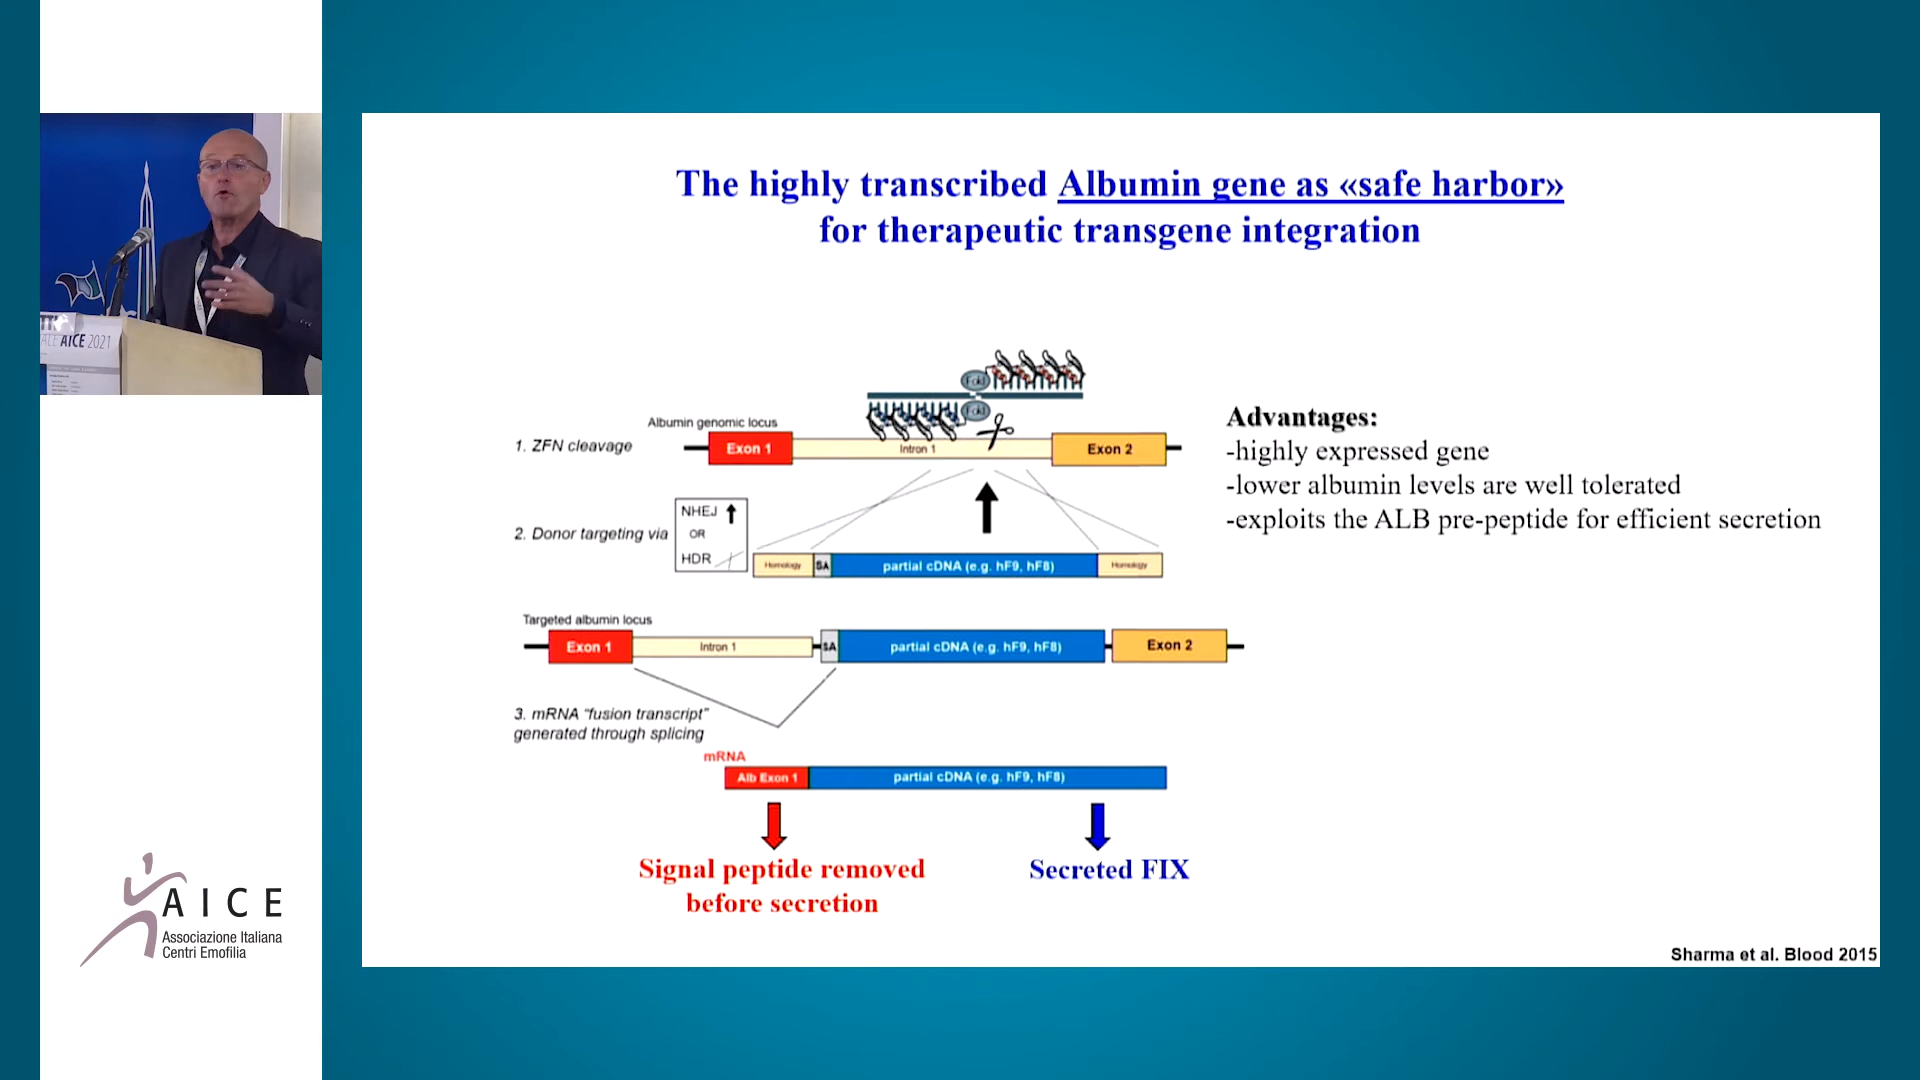 The highly transcribed Albumin gene as «safe harbor»
for therapeutic transgene integration
FokI
FokI
Albumin genomic locus
1. ZFN cleavage
Exon 1
Intron 1
Exon 2
Advantages:
-highly expressed gene
-lower albumin levels are well tolerated
-exploits the ALB pre-peptide for efficient secretion
2. Donor targeting via
NHEJ
OR
HDR
Homology
SA
partial cDNA (e.g. hF9, hF8)
Homology
Targeted albumin locus
Exon 1
Intron 1
SA
partial cDNA (e.g. hF9, hF8)
Exon 2
3. mRNA “fusion transcript”
generated through splicing
mRNA
Alb Exon 1
partial cDNA (e.g. hF9, hF8)
Signal peptide removed
before secretion
Secreted FIX
Sharma et al. Blood 2015
AICE 2021
AICE
Associazione Italiana
Centri Emofilia